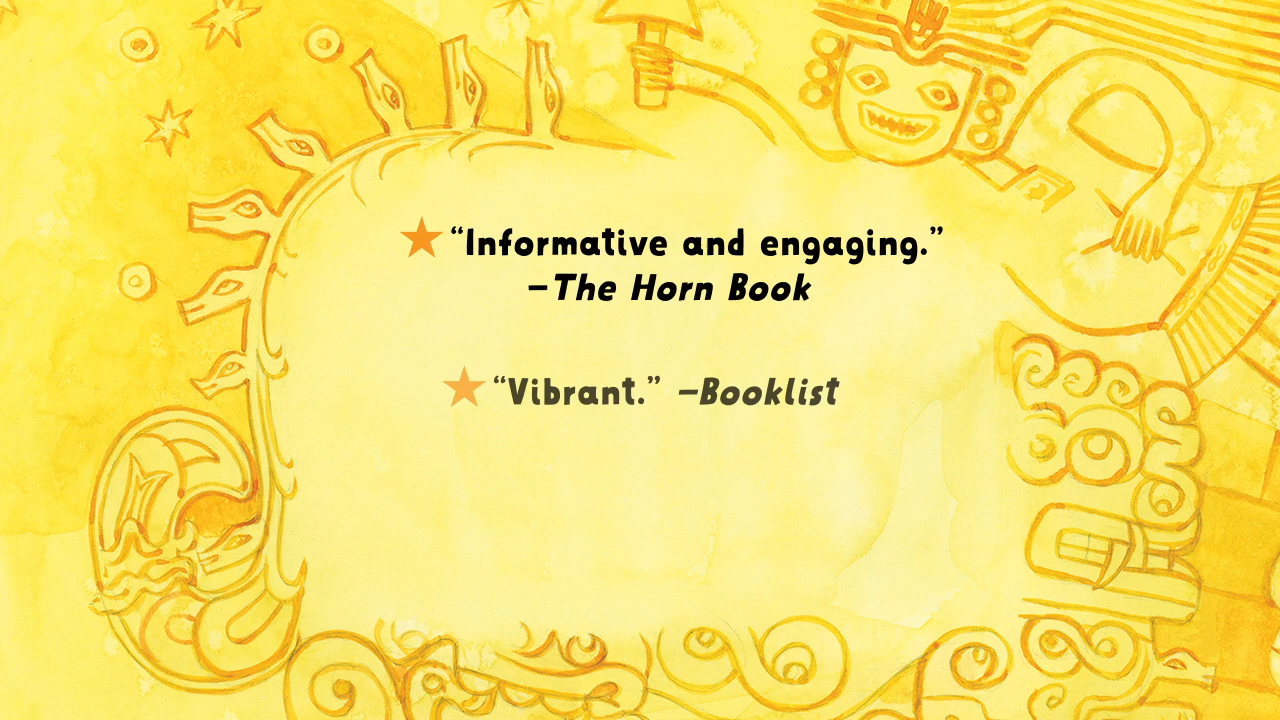 “Informative and engaging.”
–The Horn Book
“Vibrant.” –Booklist